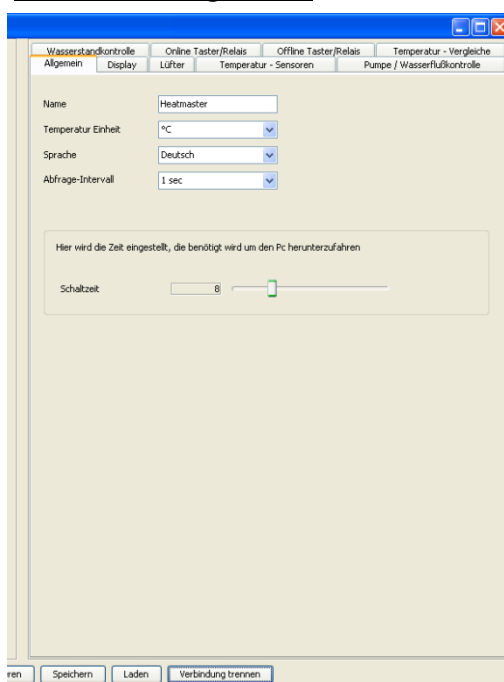 Wasserstandkontrolle Online Taster/Relais Offline Taster/Relais Temperatur - Vergleiche
Allgemein Display Lüfter Temperatur - Sensoren Pumpe / Wasserflußkontrolle
Name Heatmaster
Temperatur Einheit °C
Sprache Deutsch
Abfrage-Intervall 1 sec
Hier wird die Zeit eingestellt, die benötigt wird um den Pc herunterzufahren
Schaltzeit 8
ren Speichern Laden Verbindung trennen